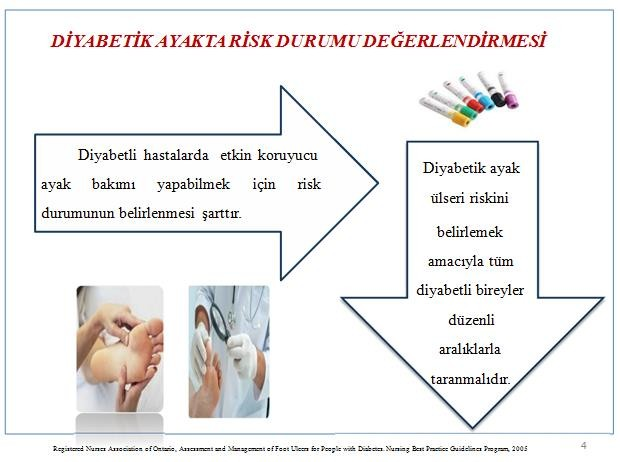 DİYABETİK AYAKTA RİSK DURUMU DEĞERLENDİRMESİ
Diyabetli hastalarda etkin koruyucu
ayak bakımı yapabilmek için risk
durumunun belirlenmesi şarttır.
Diyabetik ayak
ülseri riskini
belirlemek
amacıyla tüm
diyabetli bireyler
düzenli
aralıklarla
taranmalıdır.
Registered Nurses Association of Ontario, Assessment and Management of Foot Ulcers for People with Diabetes. Nursing Best Practice Guidelines Program, 2005
4